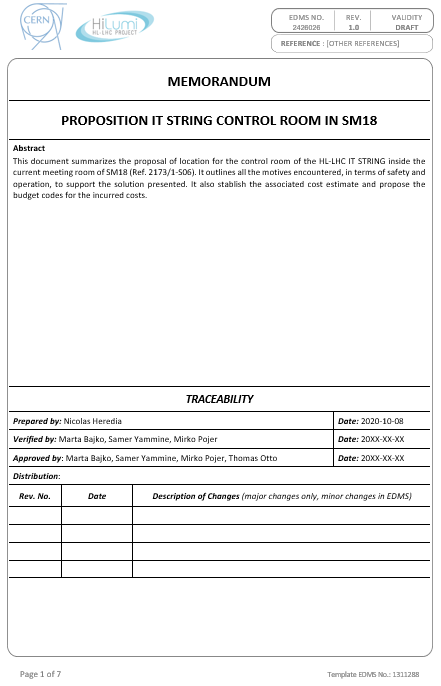 CERN
HiLumi
HL-LHC PROJECT
EDMS NO. REV. VALIDITY
2426026 1.0 DRAFT
REFERENCE : [OTHER REFERENCES]
MEMORANDUM
PROPOSITION IT STRING CONTROL ROOM IN SM18
Abstract
This document summarizes the proposal of location for the control room of the HL-LHC IT STRING inside the
current meeting room of SM18 (Ref. 2173/1-S06). It outlines all the motives encountered, in terms of safety and
operation, to support the solution presented. It also stablish the associated cost estimate and propose the
budget codes for the incurred costs.
TRACEABILITY
Prepared by: Nicolas Heredia Date: 2020-10-08
Verified by: Marta Bajko, Samer Yammine, Mirko Pojer Date: 20XX-XX-XX
Approved by: Marta Bajko, Samer Yammine, Mirko Pojer, Thomas Otto Date: 20XX-XX-XX
Distribution:
Rev. No. Date Description of Changes (major changes only, minor changes in EDMS)
Page 1 of 7 Template EDMS No.: 1311288